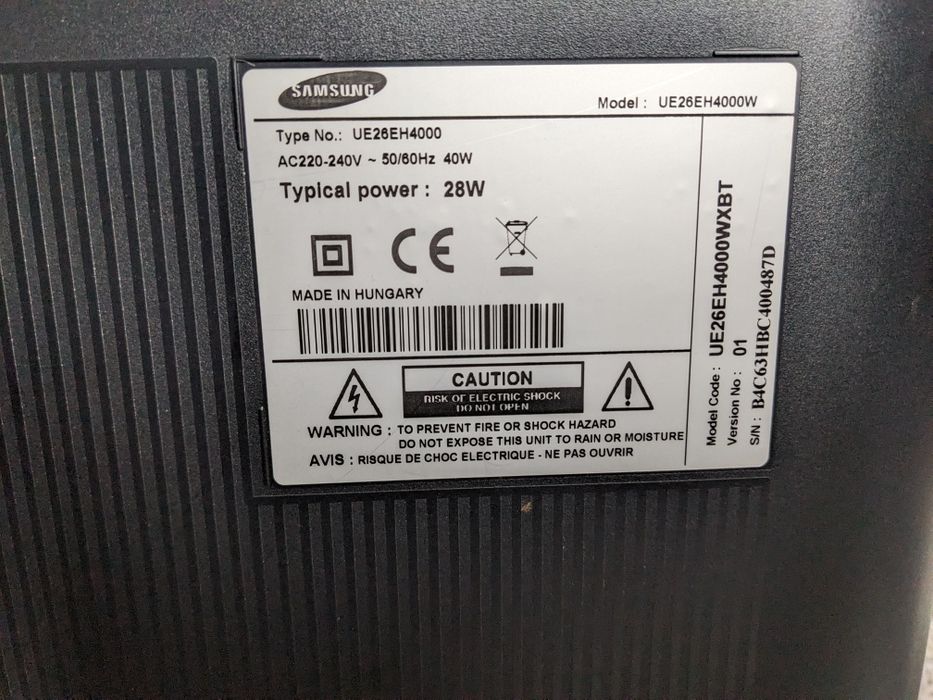 SAMSUNG
Model : UE26EH4000W
Type No.: UE26EH4000
AC220-240V ~ 50/60Hz 40W
Typical power : 28W
CE
MADE IN HUNGARY
CAUTION
RISK OF ELECTRIC SHOCK
DO NOT OPEN
WARNING : TO PREVENT FIRE OR SHOCK HAZARD
DO NOT EXPOSE THIS UNIT TO RAIN OR MOISTURE
AVIS : RISQUE DE CHOC ELECTRIQUE - NE PAS OUVRIR
Model Code : UE26EH4000WXBT
Version No : 01
S/N : B4C63HBC400487D